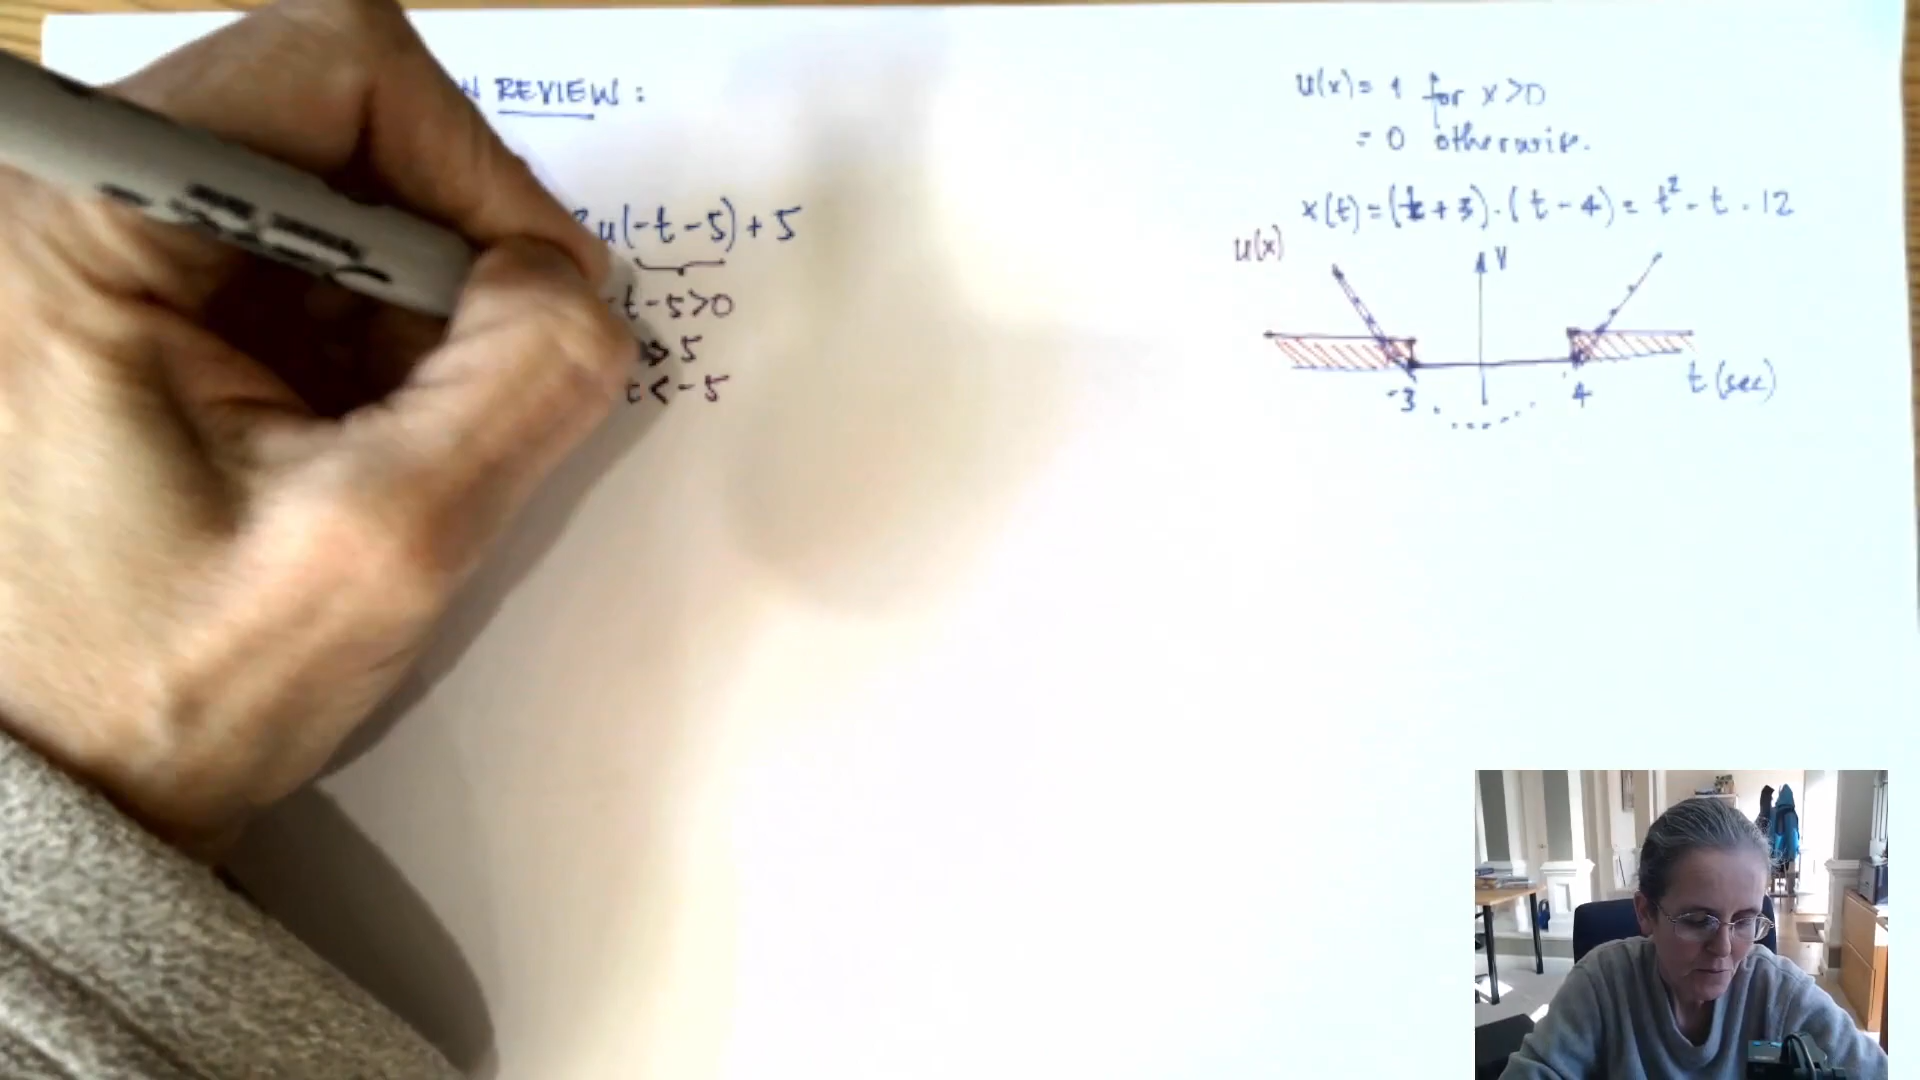 REVIEW :
u(-t-5)+5
-t-5>0
> 5
t<-5
u(x)= 1 for x>0
= 0 otherwise.
x(t)=(t+3).(t-4)= t²-t-12
u(x)
V
-3
4
t (sec)